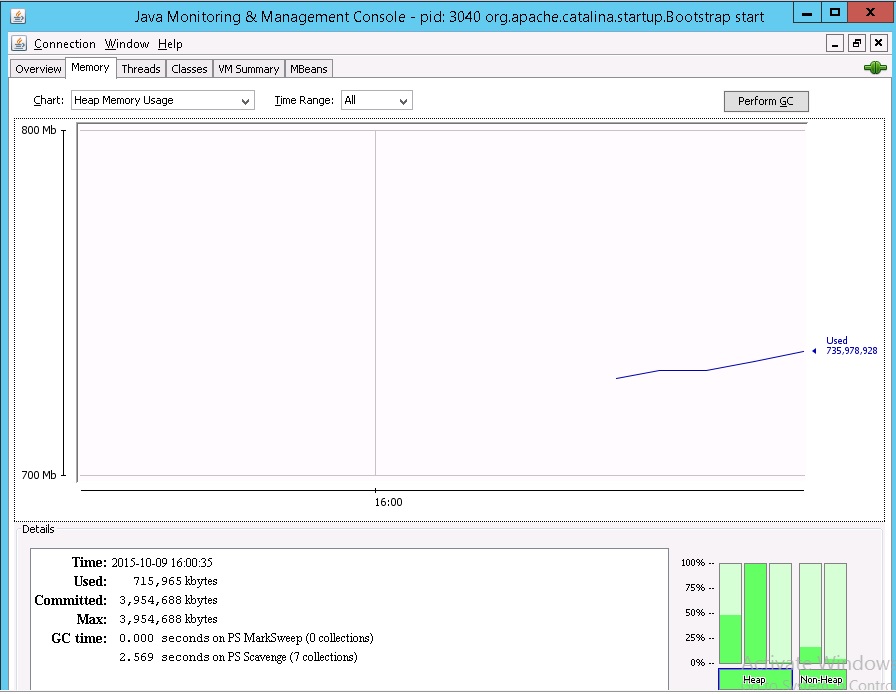 Java Monitoring & Management Console - pid: 3040 org.apache.catalina.startup.Bootstrap start
Connection Window Help
Overview Memory Threads Classes VM Summary MBeans
Chart: Heap Memory Usage Time Range: All Perform GC
800 Mb
Used
735,978,928
700 Mb
16:00
Details
Time: 2015-10-09 16:00:35
Used: 715,965 kbytes
Committed: 3,954,688 kbytes
Max: 3,954,688 kbytes
GC time: 0.000 seconds on PS MarkSweep (0 collections)
2.569 seconds on PS Scavenge (7 collections)
100% --
75% --
50% --
25% --
0% --
Activate Window
Heap Non-Heap